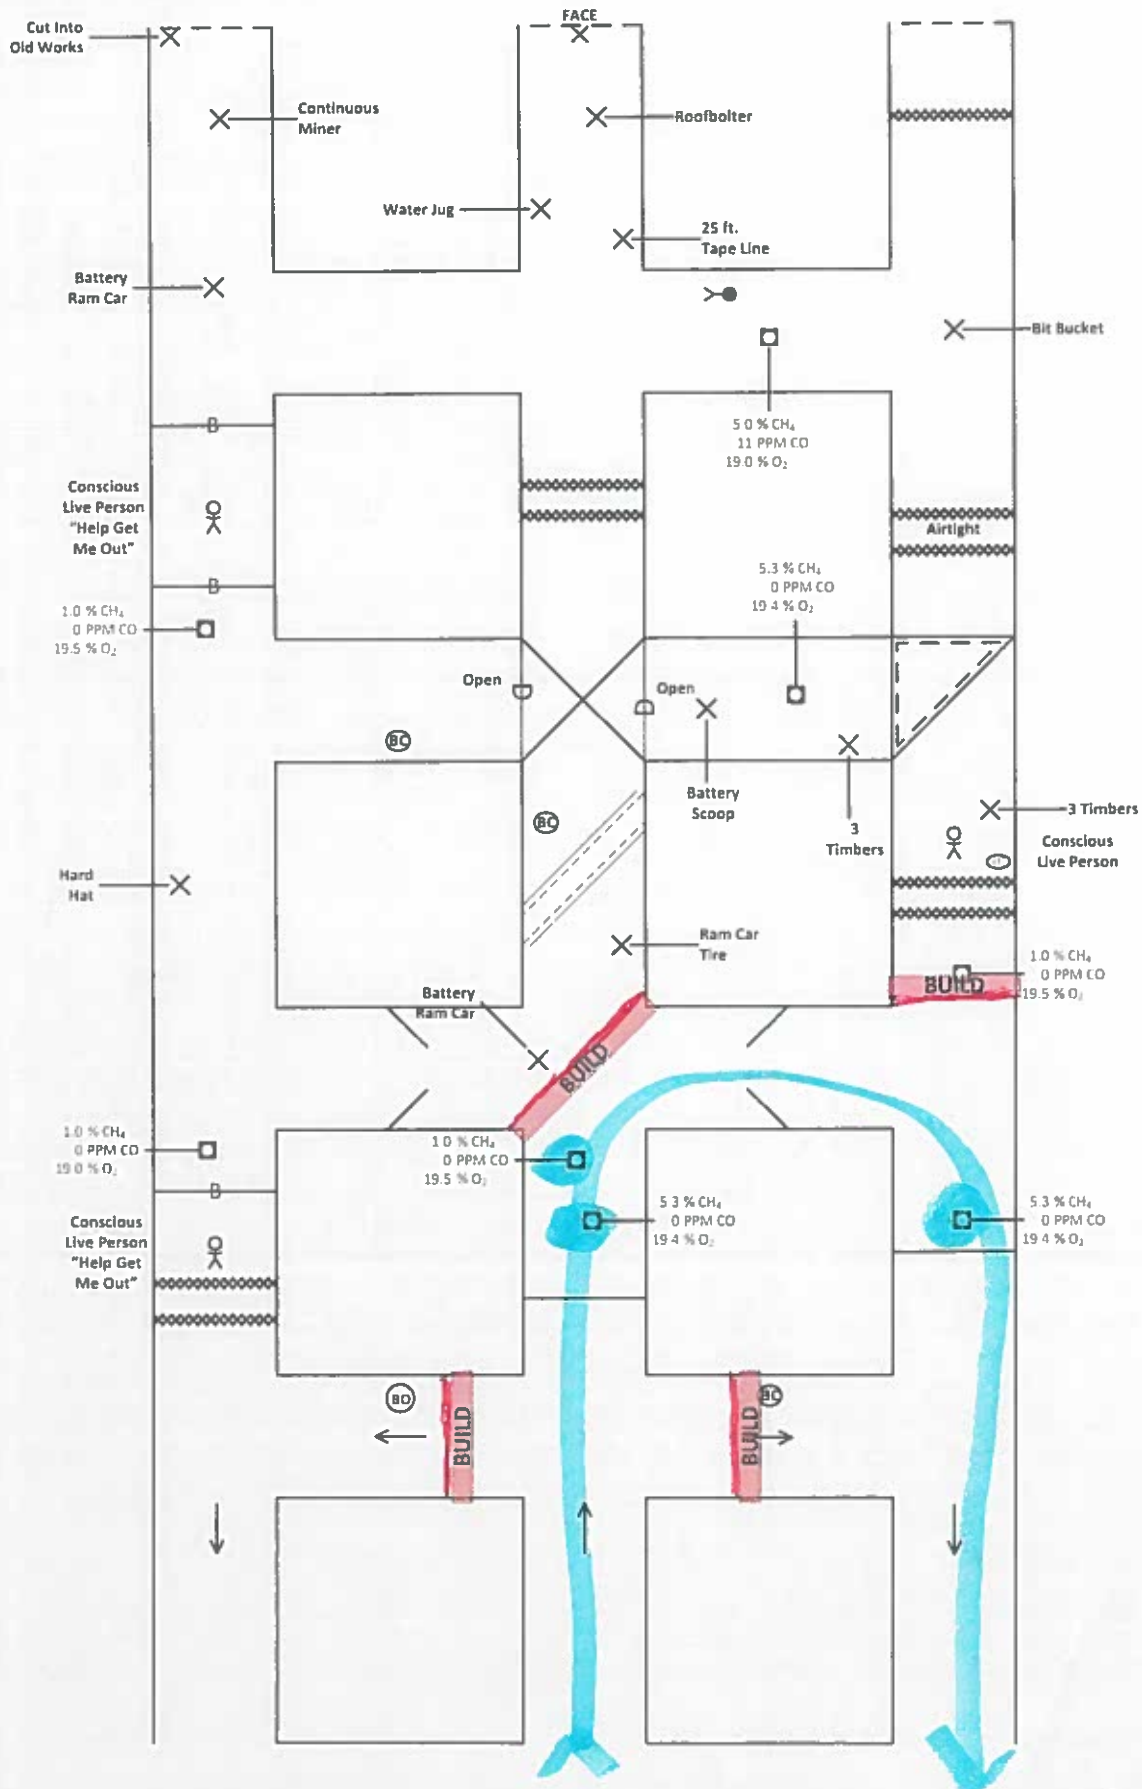 FACE
Cut Into
Old Works
Continuous
Miner
Roofbolter
Water Jug
25 ft.
Tape Line
Battery
Ram Car
Bit Bucket
5.0 % CH₄
11 PPM CO
19.0 % O₂
B
Conscious
Live Person
"Help Get
Me Out"
Airtight
B
5.3 % CH₄
0 PPM CO
19.4 % O₂
1.0 % CH₄
0 PPM CO
19.5 % O₂
Open
Open
BC
Battery
Scoop
3
Timbers
3 Timbers
BC
Conscious
Live Person
Hard
Hat
Ram Car
Tire
1.0 % CH₄
0 PPM CO
19.5 % O₂
BUILD
Battery
Ram Car
BUILD
1.0 % CH₄
0 PPM CO
19.0 % O₂
1.0 % CH₄
0 PPM CO
19.5 % O₂
B
5.3 % CH₄
0 PPM CO
19.4 % O₂
5.3 % CH₄
0 PPM CO
19.4 % O₂
Conscious
Live Person
"Help Get
Me Out"
BO
BUILD
BC
BUILD